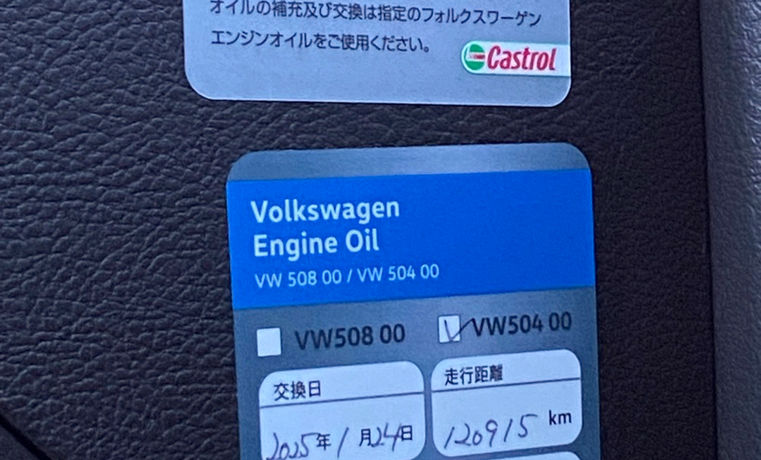 オイルの補充及び交換は指定のフォルクスワーゲン
エンジンオイルをご使用ください。
Castrol
Volkswagen
Engine Oil
VW 508 00 / VW 504 00
VW508 00
VW504 00
交換日
2025年1月24日
走行距離
120915 km